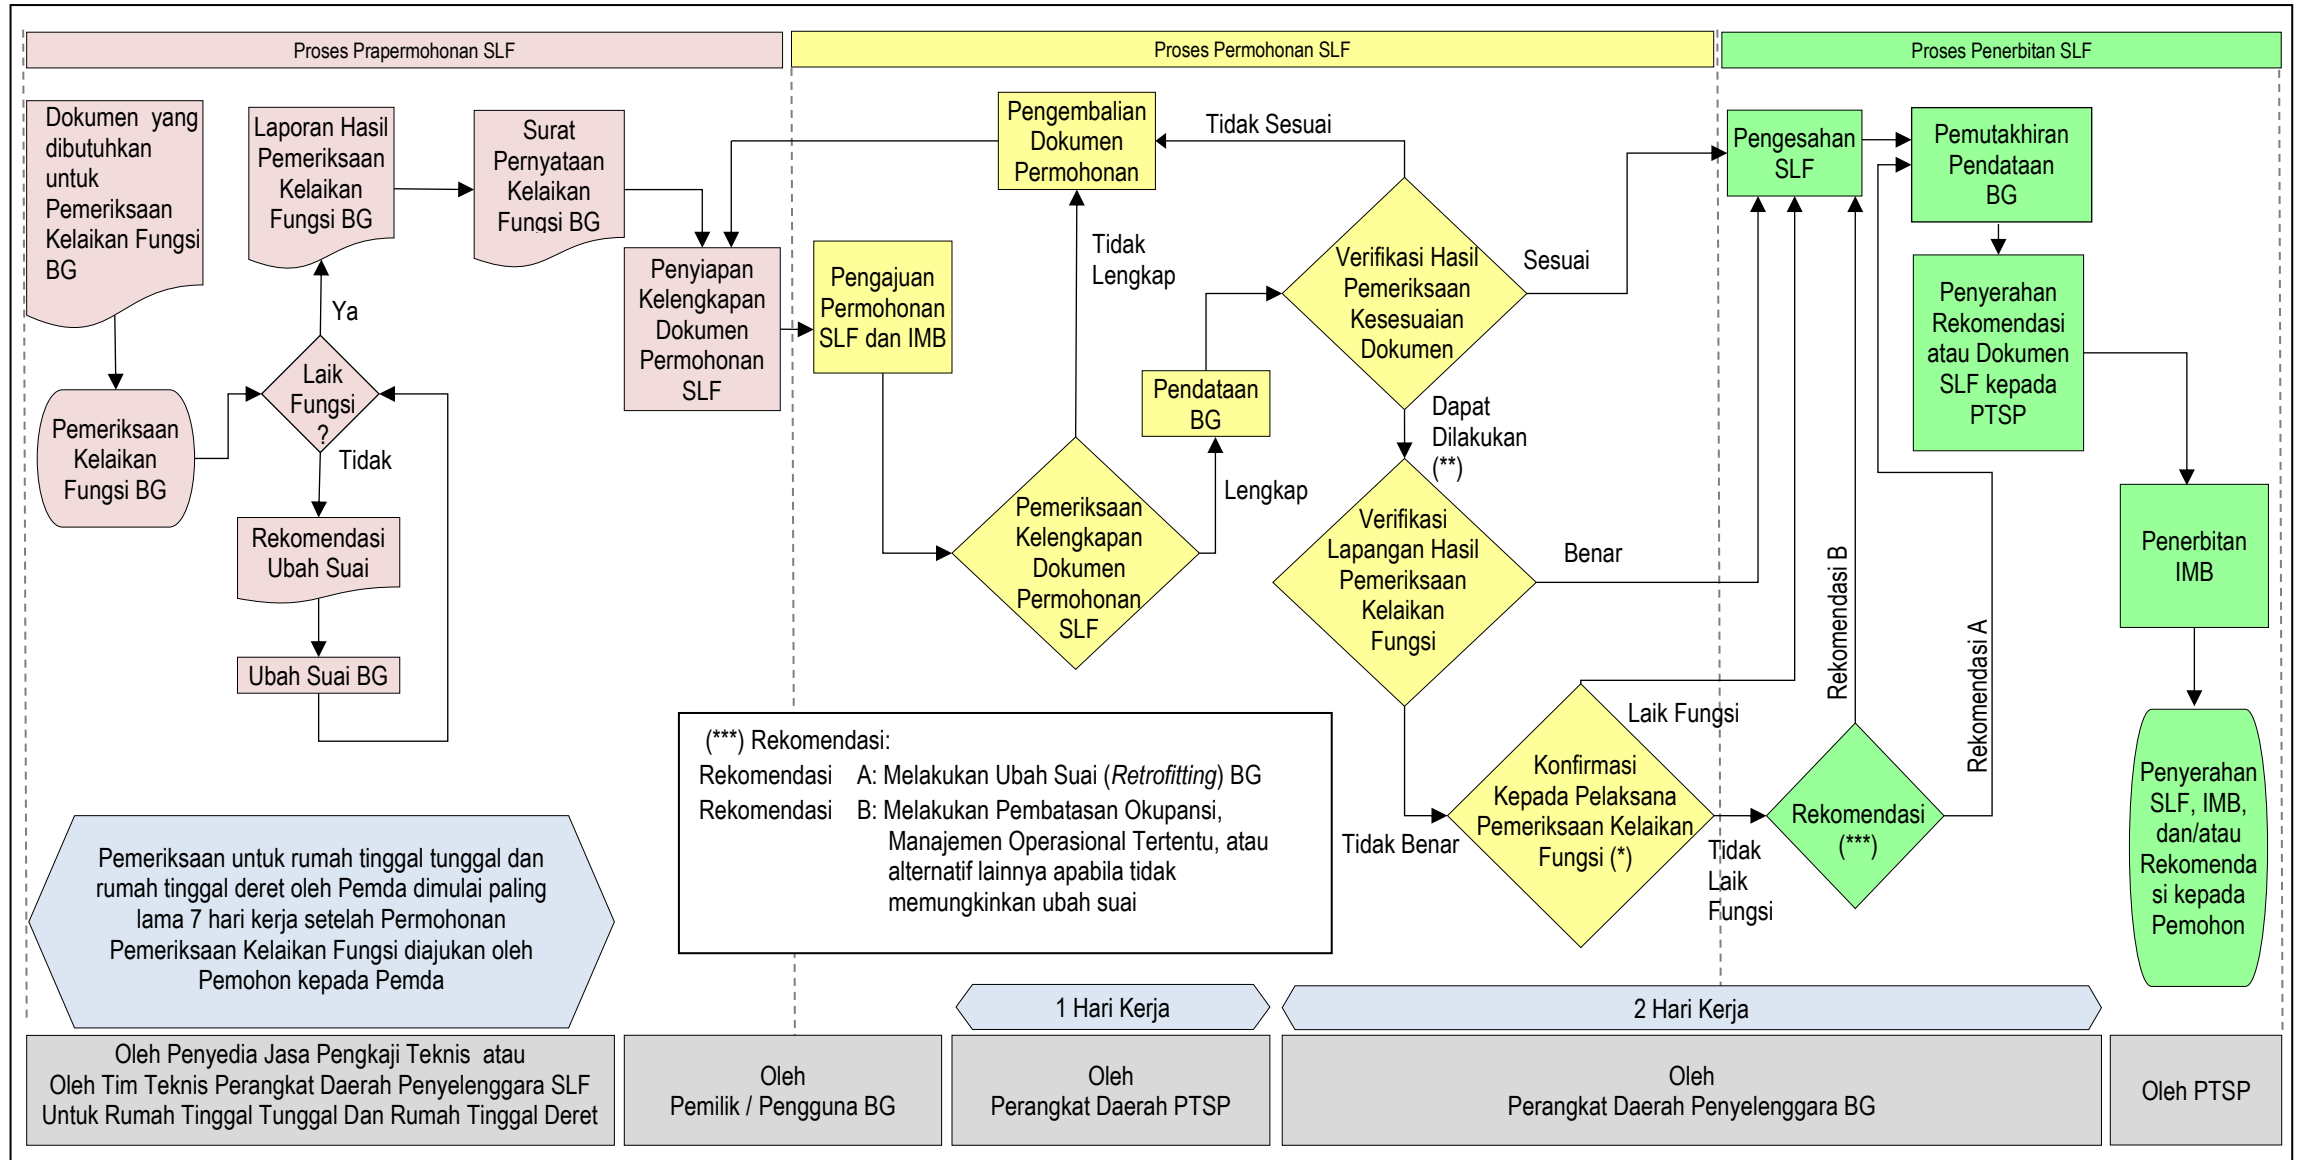 Proses Prapermohonan SLF
Proses Permohonan SLF
Proses Penerbitan SLF
Dokumen yang
dibutuhkan
untuk
Pemeriksaan
Kelaikan Fungsi
BG
Laporan Hasil
Pemeriksaan
Kelaikan
Fungsi BG
Surat
Pernyataan
Kelaikan
Fungsi BG
Ya
Laik
Fungsi
?
Tidak
Pemeriksaan
Kelaikan
Fungsi BG
Rekomendasi
Ubah Suai
Ubah Suai BG
Penyiapan
Kelengkapan
Dokumen
Permohonan
SLF
Pengajuan
Permohonan
SLF dan IMB
Pengembalian
Dokumen
Permohonan
Tidak Sesuai
Tidak
Lengkap
Pemeriksaan
Kelengkapan
Dokumen
Permohonan
SLF
Lengkap
Pendataan
BG
Verifikasi Hasil
Pemeriksaan
Kesesuaian
Dokumen
Sesuai
Dapat
Dilakukan
(**)
Verifikasi
Lapangan Hasil
Pemeriksaan
Kelaikan
Fungsi
Benar
Tidak Benar
Konfirmasi
Kepada Pelaksana
Pemeriksaan Kelaikan
Fungsi (*)
Laik Fungsi
Tidak
Laik
Fungsi
Rekomendasi
(***)
Rekomendasi B
Rekomendasi A
Pengesahan
SLF
Pemutakhiran
Pendataan
BG
Penyerahan
Rekomendasi
atau Dokumen
SLF kepada
PTSP
Penerbitan
IMB
Penyerahan
SLF, IMB,
dan/atau
Rekomenda
si kepada
Pemohon
(***) Rekomendasi:
Rekomendasi A: Melakukan Ubah Suai (Retrofitting) BG
Rekomendasi B: Melakukan Pembatasan Okupansi,
Manajemen Operasional Tertentu, atau
alternatif lainnya apabila tidak
memungkinkan ubah suai
Pemeriksaan untuk rumah tinggal tunggal dan
rumah tinggal deret oleh Pemda dimulai paling
lama 7 hari kerja setelah Permohonan
Pemeriksaan Kelaikan Fungsi diajukan oleh
Pemohon kepada Pemda
1 Hari Kerja
2 Hari Kerja
Oleh Penyedia Jasa Pengkaji Teknis atau
Oleh Tim Teknis Perangkat Daerah Penyelenggara SLF
Untuk Rumah Tinggal Tunggal Dan Rumah Tinggal Deret
Oleh
Pemilik / Pengguna BG
Oleh
Perangkat Daerah PTSP
Oleh
Perangkat Daerah Penyelenggara BG
Oleh PTSP